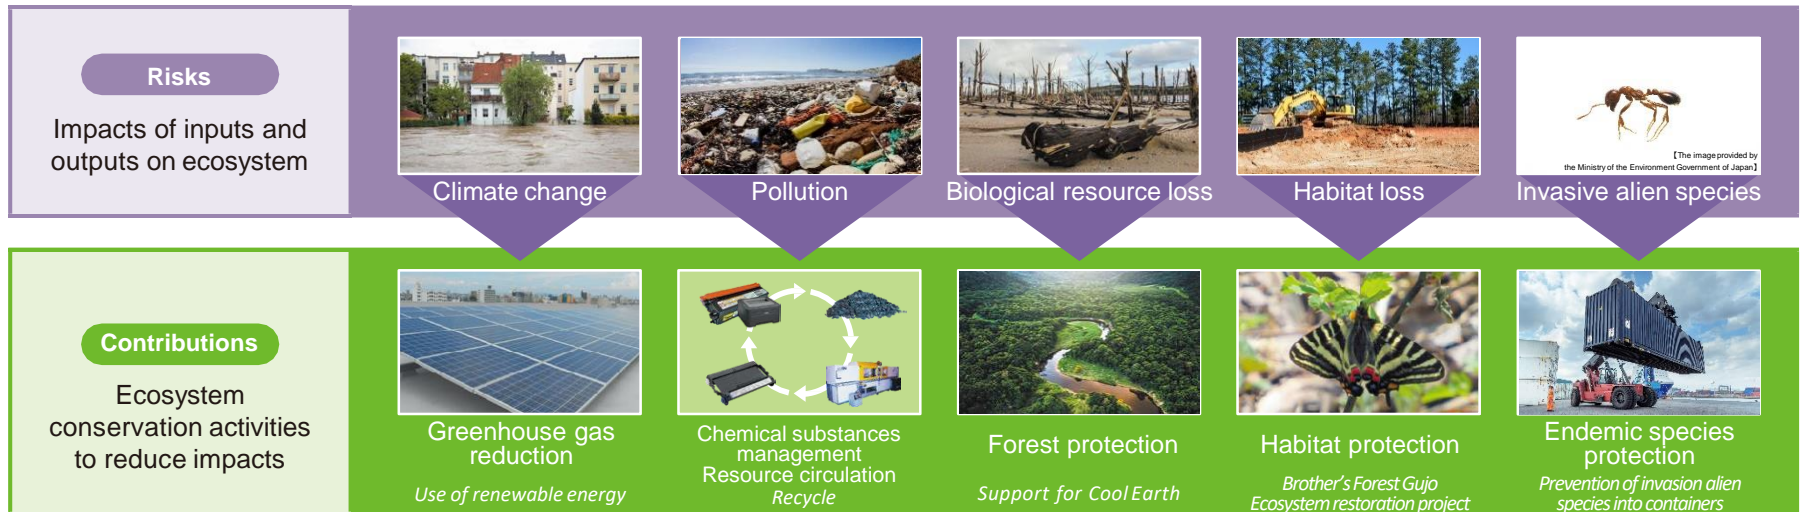 Risks
Impacts of inputs and
outputs on ecosystem
Climate change
Pollution
Biological resource loss
Habitat loss
【The image provided by
the Ministry of the Environment Government of Japan】
Invasive alien species
Contributions
Ecosystem
conservation activities
to reduce impacts
Greenhouse gas
reduction
Use of renewable energy
Chemical substances
management
Resource circulation
Recycle
Forest protection
Support for Cool Earth
Habitat protection
Brother's Forest Gujo
Ecosystem restoration project
Endemic species
protection
Prevention of invasion alien
species into containers